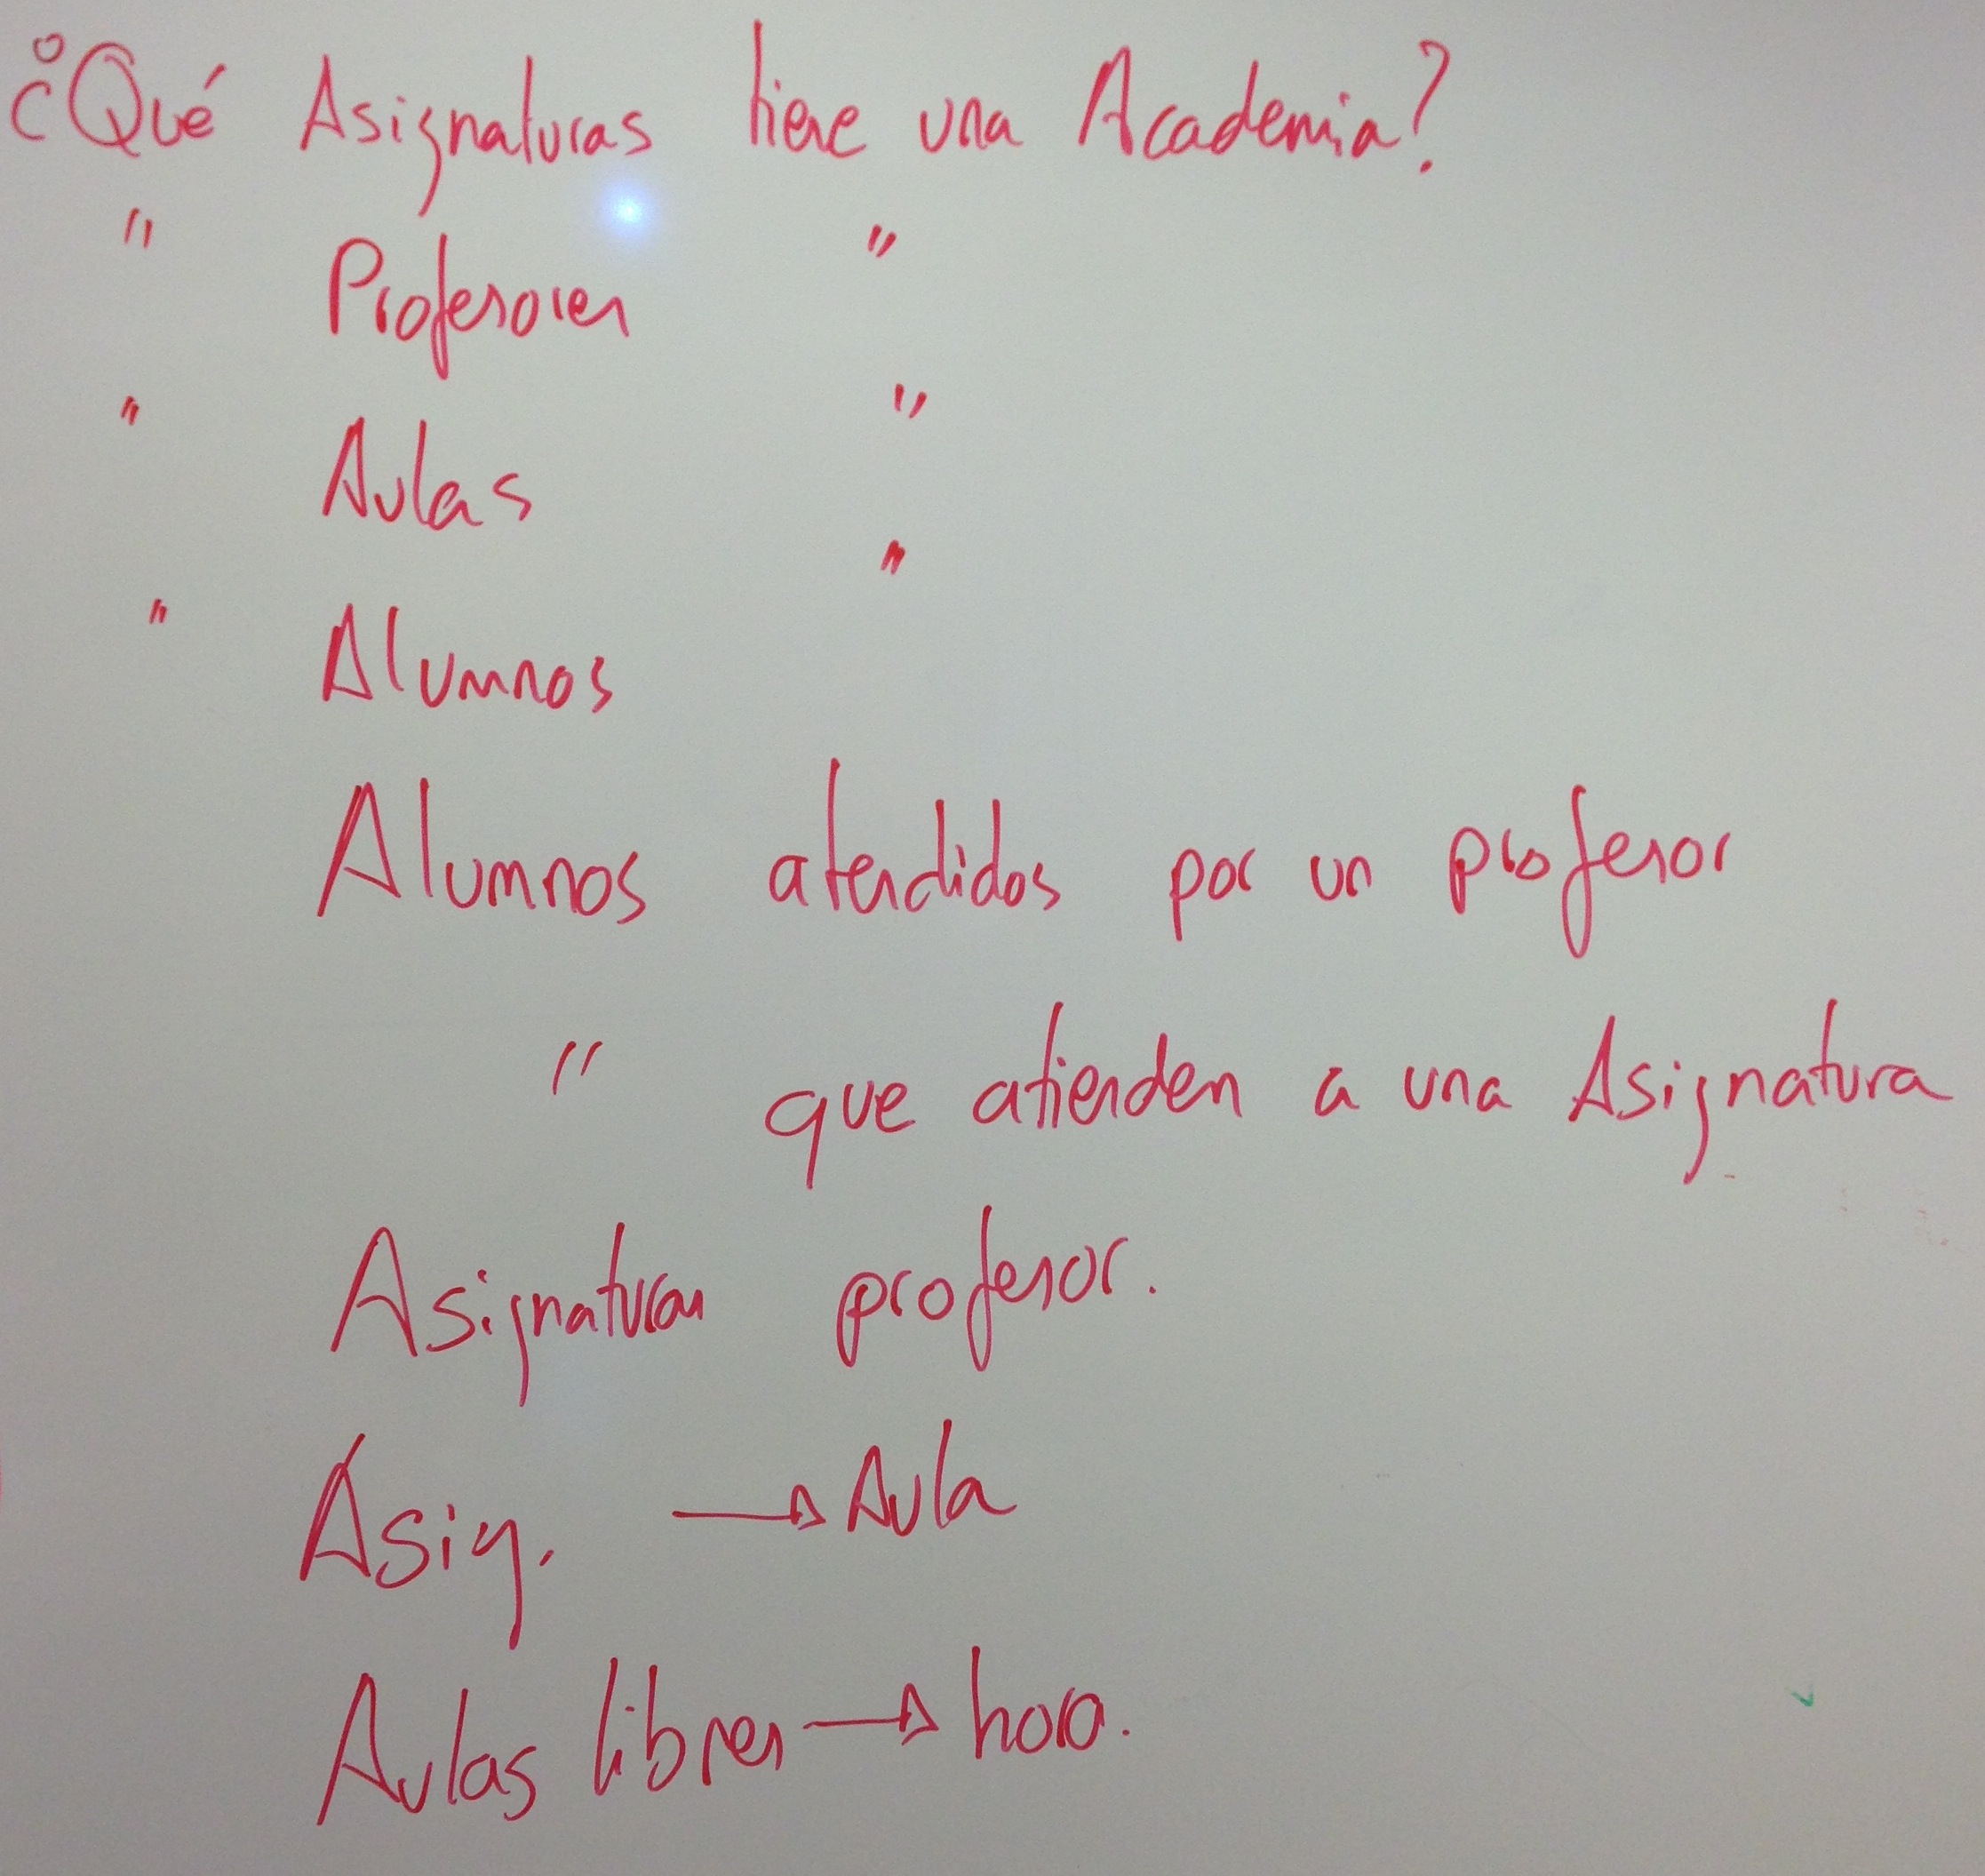 ¿Qué Asignaturas tiene una Academia?
" Profesores "
" Aulas "
" Alumnos "
Alumnos atendidos por un profesor
" que atienden a una Asignatura
Asignaturas profesor.
Asig. → Aula
Aulas libres → hora.